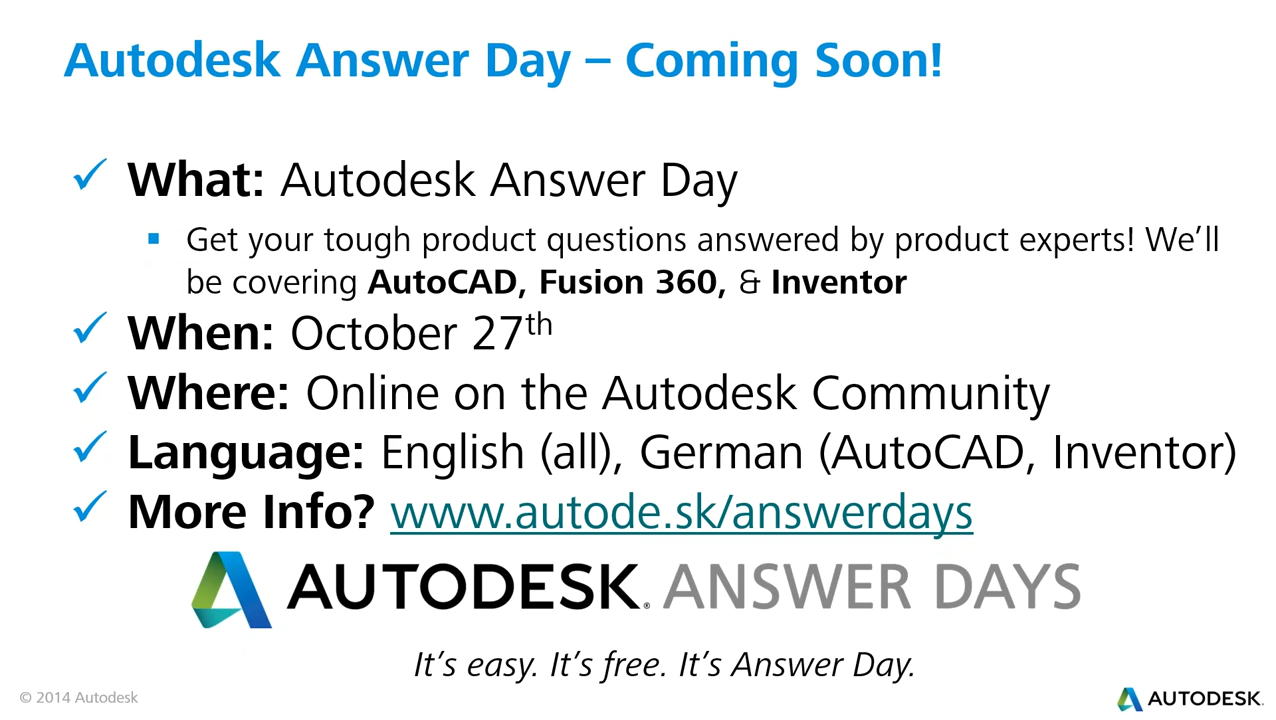 Autodesk Answer Day – Coming Soon!
✓ What: Autodesk Answer Day
▪ Get your tough product questions answered by product experts! We’ll
be covering AutoCAD, Fusion 360, & Inventor
✓ When: October 27th
✓ Where: Online on the Autodesk Community
✓ Language: English (all), German (AutoCAD, Inventor)
✓ More Info? www.autode.sk/answerdays
AUTODESK® ANSWER DAYS
It’s easy. It’s free. It’s Answer Day.
© 2014 Autodesk
AUTODESK.